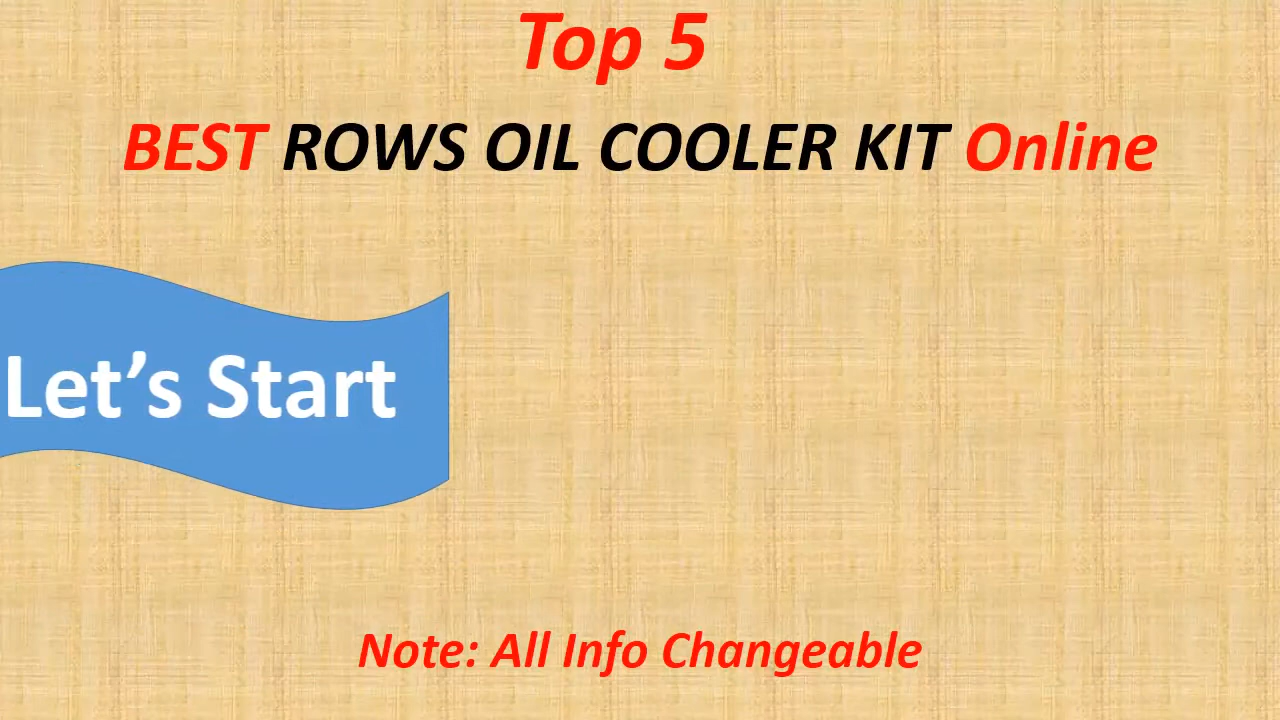 Top 5
BEST ROWS OIL COOLER KIT Online
Let’s Start
Note: All Info Changeable